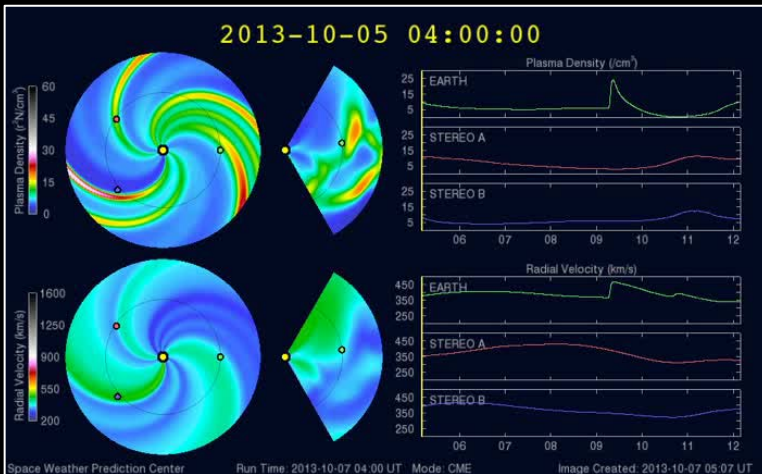 2013-10-05 04:00:00
Plasma Density (r²N/cm³)
60
45
30
15
0
Plasma Density (/cm³)
EARTH
25
15
5
STEREO A
25
15
5
STEREO B
25
15
5
06 07 08 09 10 11 12
Radial Velocity (km/s)
1600
1250
900
550
200
Radial Velocity (km/s)
EARTH
450
350
250
STEREO A
450
350
250
STEREO B
450
350
250
06 07 08 09 10 11 12
Space Weather Prediction Center Run Time: 2013-10-07 04:00 UT Mode: CME Image Created: 2013-10-07 05:07 UT